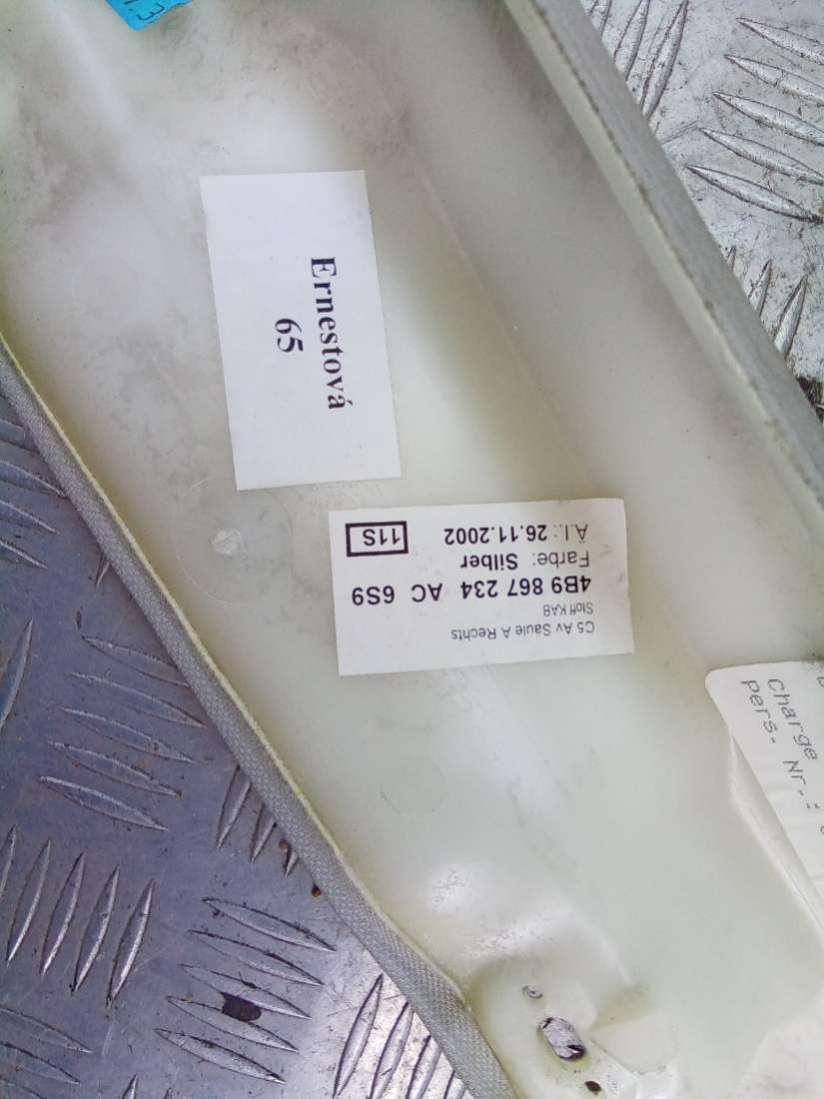 Ernestová
65
C5 Av Saule A Rechts
Stoff KAB
4B9 867 234 AC 6S9
Farbe: Silber
Ä.I.: 26.11.2002 11S
Charge
Pers. Nr.: